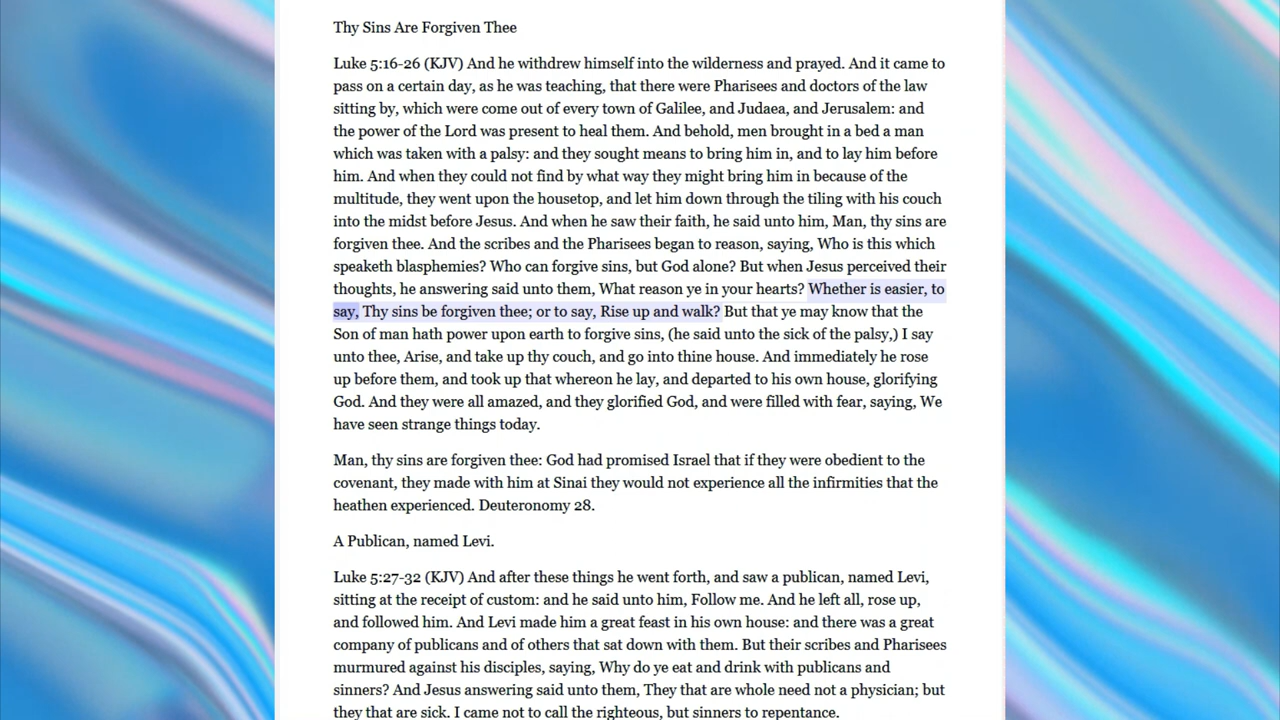 Thy Sins Are Forgiven Thee
Luke 5:16-26 (KJV) And he withdrew himself into the wilderness and prayed. And it came to
pass on a certain day, as he was teaching, that there were Pharisees and doctors of the law
sitting by, which were come out of every town of Galilee, and Judaea, and Jerusalem: and
the power of the Lord was present to heal them. And behold, men brought in a bed a man
which was taken with a palsy: and they sought means to bring him in, and to lay him before
him. And when they could not find by what way they might bring him in because of the
multitude, they went upon the housetop, and let him down through the tiling with his couch
into the midst before Jesus. And when he saw their faith, he said unto him, Man, thy sins are
forgiven thee. And the scribes and the Pharisees began to reason, saying, Who is this which
speaketh blasphemies? Who can forgive sins, but God alone? But when Jesus perceived their
thoughts, he answering said unto them, What reason ye in your hearts? Whether is easier, to
say, Thy sins be forgiven thee; or to say, Rise up and walk? But that ye may know that the
Son of man hath power upon earth to forgive sins, (he said unto the sick of the palsy,) I say
unto thee, Arise, and take up thy couch, and go into thine house. And immediately he rose
up before them, and took up that whereon he lay, and departed to his own house, glorifying
God. And they were all amazed, and they glorified God, and were filled with fear, saying, We
have seen strange things today.
Man, thy sins are forgiven thee: God had promised Israel that if they were obedient to the
covenant, they made with him at Sinai they would not experience all the infirmities that the
heathen experienced. Deuteronomy 28.
A Publican, named Levi.
Luke 5:27-32 (KJV) And after these things he went forth, and saw a publican, named Levi,
sitting at the receipt of custom: and he said unto him, Follow me. And he left all, rose up,
and followed him. And Levi made him a great feast in his own house: and there was a great
company of publicans and of others that sat down with them. But their scribes and Pharisees
murmured against his disciples, saying, Why do ye eat and drink with publicans and
sinners? And Jesus answering said unto them, They that are whole need not a physician; but
they that are sick. I came not to call the righteous, but sinners to repentance.